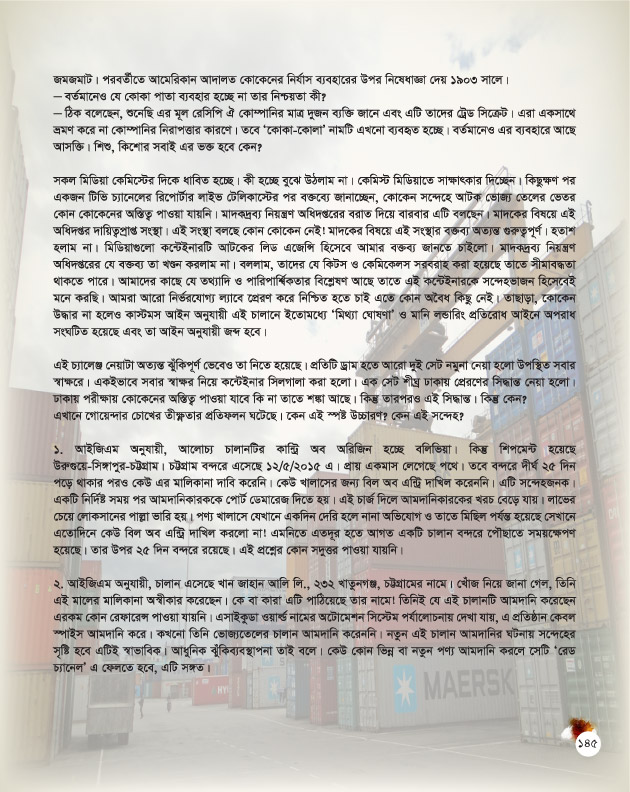 জমজমাট। পরবর্তীতে আমেরিকান আদালত কোকেনের নির্যাস ব্যবহারের উপর নিষেধাজ্ঞা দেয় ১৯০৩ সালে।
– বর্তমানেও যে কোকা পাতা ব্যবহার হচ্ছে না তার নিশ্চয়তা কী?
– ঠিক বলেছেন, শুনেছি এর মূল রেসিপি ঐ কোম্পানির মাত্র দুজন ব্যক্তি জানে এবং এটি তাদের ট্রেড সিক্রেট। এরা একসাথে
ভ্রমণ করে না কোম্পানির নিরাপত্তার কারণে। তবে ‘কোকা-কোলা’ নামটি এখনো ব্যবহৃত হচ্ছে। বর্তমানেও এর ব্যবহারে আছে
আসক্তি। শিশু, কিশোর সবাই এর ভক্ত হবে কেন?
সকল মিডিয়া কেমিস্টের দিকে ধাবিত হচ্ছে। কী হচ্ছে বুঝে উঠলাম না। কেমিস্ট মিডিয়াতে সাক্ষাৎকার দিচ্ছেন। কিছুক্ষণ পর
একজন টিভি চ্যানেলের রিপোর্টার লাইভ টেলিকাস্টের পর বক্তব্যে জানাচ্ছেন, কোকেন সন্দেহে আটক ভোজ্য তেলের ভেতর
কোন কোকেনের অস্তিত্ব পাওয়া যায়নি। মাদকদ্রব্য নিয়ন্ত্রণ অধিদপ্তরের বরাত দিয়ে বারবার এটি বলছেন। মাদকের বিষয়ে এই
অধিদপ্তর দায়িত্বপ্রাপ্ত সংস্থা। এই সংস্থা বলছে কোন কোকেন নেই! মাদকের বিষয়ে এই সংস্থার বক্তব্য অত্যন্ত গুরুত্বপূর্ণ। হতাশ
হলাম না। মিডিয়াগুলো কন্টেইনারটি আটকের লিড এজেন্সি হিসেবে আমার বক্তব্য জানতে চাইলো। মাদকদ্রব্য নিয়ন্ত্রণ
অধিদপ্তরের যে বক্তব্য তা খণ্ডন করলাম না। বললাম, তাদের যে কিটস ও কেমিকেলস সরবরাহ করা হয়েছে তাতে সীমাবদ্ধতা
থাকতে পারে। আমাদের কাছে যে তথ্যাদি ও পারিপার্শ্বিকতার বিশ্লেষণ আছে তাতে এই কন্টেইনারকে সন্দেহভাজন হিসেবেই
মনে করছি। আমরা আরো নির্ভরযোগ্য ল্যাবে প্রেরণ করে নিশ্চিত হতে চাই এতে কোন অবৈধ কিছু নেই। তাছাড়া, কোকেন
উদ্ধার না হলেও কাস্টমস আইন অনুযায়ী এই চালানে ইতোমধ্যে ‘মিথ্যা ঘোষণা’ ও মানি লন্ডারিং প্রতিরোধ আইনে অপরাধ
সংঘটিত হয়েছে এবং তা আইন অনুযায়ী জব্দ হবে।
এই চ্যালেঞ্জ নেয়াটা অত্যন্ত ঝুঁকিপূর্ণ ভেবেও তা নিতে হয়েছে। প্রতিটি ড্রাম হতে আরো দুই সেট নমুনা নেয়া হলো উপস্থিত সবার
স্বাক্ষরে। একইভাবে সবার স্বাক্ষর নিয়ে কন্টেইনার সিলগালা করা হলো। এক সেট শীঘ্র ঢাকায় প্রেরণের সিদ্ধান্ত নেয়া হলো।
ঢাকায় পরীক্ষায় কোকেনের অস্তিত্ব পাওয়া যাবে কি না তাতে শঙ্কা আছে। কিন্তু তারপরও এই সিদ্ধান্ত। কিন্তু কেন?
এখানে গোয়েন্দার চোখের তীক্ষ্ণতার প্রতিফলন ঘটেছে। কেন এই স্পষ্ট উচ্চারণ? কেন এই সন্দেহ?
১. আইজিএম অনুযায়ী, আলোচ্য চালানটির কান্ট্রি অব অরিজিন হচ্ছে বলিভিয়া। কিন্তু শিপমেন্ট হয়েছে
উরুগুয়ে-সিঙ্গাপুর-চট্টগ্রাম। চট্টগ্রাম বন্দরে এসেছে ১২/৫/২০১৫ এ। প্রায় একমাস লেগেছে পথে। তবে বন্দরে দীর্ঘ ২৫ দিন
পড়ে থাকার পরও কেউ এর মালিকানা দাবি করেনি। কেউ খালাসের জন্য বিল অব এন্ট্রি দাখিল করেননি। এটি সন্দেহজনক।
একটি নির্দিষ্ট সময় পর আমদানিকারককে পোর্ট ডেমারেজ দিতে হয়। এই চার্জ দিলে আমদানিকারকের খরচ বেড়ে যায়। লাভের
চেয়ে লোকসানের পাল্লা ভারি হয়। পণ্য খালাসে যেখানে একদিন দেরি হলে নানা অভিযোগ ও তাতে মিছিল পর্যন্ত হয়েছে সেখানে
এতোদিনে কেউ বিল অব এন্ট্রি দাখিল করলো না! এমনিতে এতদূর হতে আগত একটি চালান বন্দরে পৌঁছাতে সময়ক্ষেপণ
হয়েছে। তার উপর ২৫ দিন বন্দরে রয়েছে। এই প্রশ্নের কোন সদুত্তর পাওয়া যায়নি।
২. আইজিএম অনুযায়ী, চালান এসেছে খান জাহান আলি লি., ২৩২ খাতুনগঞ্জ, চট্টগ্রামের নামে। খোঁজ নিয়ে জানা গেল, তিনি
এই মালের মালিকানা অস্বীকার করেছেন। কে বা কারা এটি পাঠিয়েছে তার নামে! তিনিই যে এই চালানটি আমদানি করেছেন
এরকম কোন রেফারেন্স পাওয়া যায়নি। এসাইকুডা ওয়ার্ল্ড নামের অটোমেশন সিস্টেম পর্যালোচনায় দেখা যায়, এ প্রতিষ্ঠান কেবল
স্পাইস আমদানি করে। কখনো তিনি ভোজ্যতেলের চালান আমদানি করেননি। নতুন এই চালান আমদানির ঘটনায় সন্দেহের
সৃষ্টি হবে এটিই স্বাভাবিক। আধুনিক ঝুঁকিব্যবস্থাপনা তাই বলে। কেউ কোন ভিন্ন বা নতুন পণ্য আমদানি করলে সেটি ‘রেড
চ্যানেল’ এ ফেলতে হবে, এটি সঙ্গত।
MAERSK
১৪৫